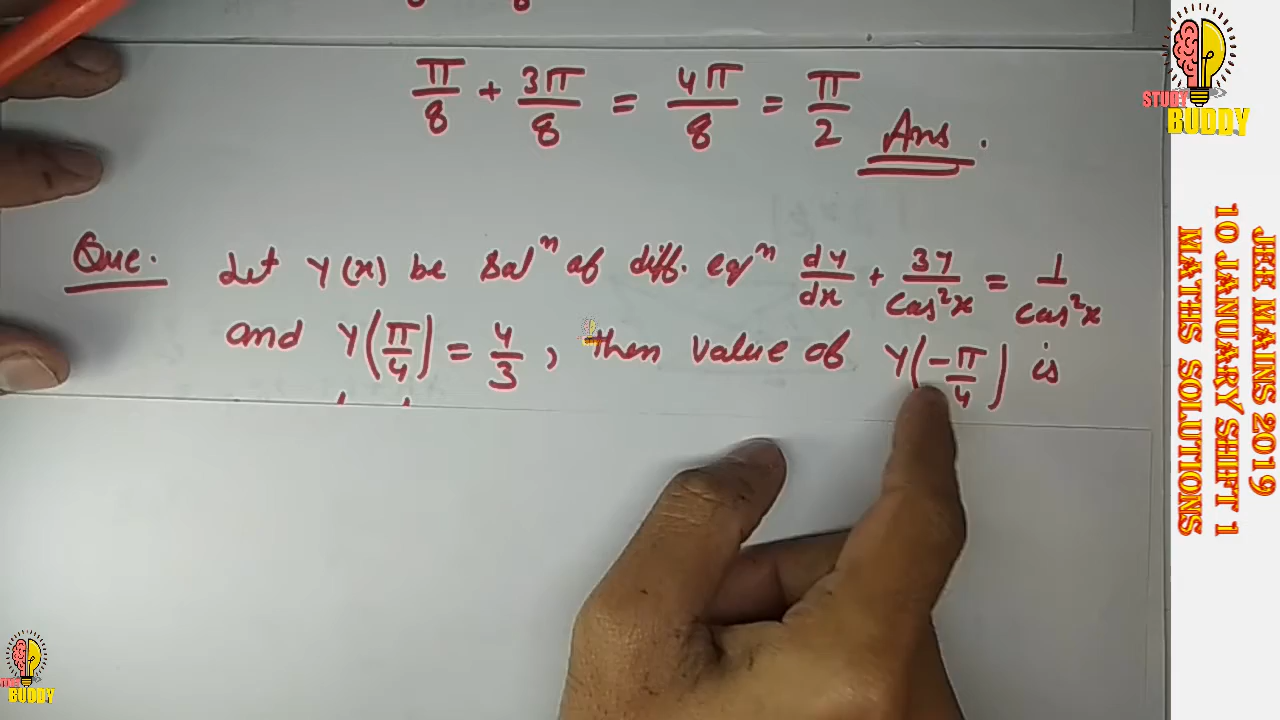 π/8 + 3π/8 = 4π/8 = π/2 Ans.
Que. Let Y(x) be solⁿ of diff. eqⁿ dY/dx + 3Y/cos²x = 1/cos²x
and Y(π/4) = 4/3, then value of Y(-π/4) is
STUDY
BUDDY
JEE MAINS 2019
10 JANUARY SHIFT 1
MATHS SOLUTIONS
BUDDY